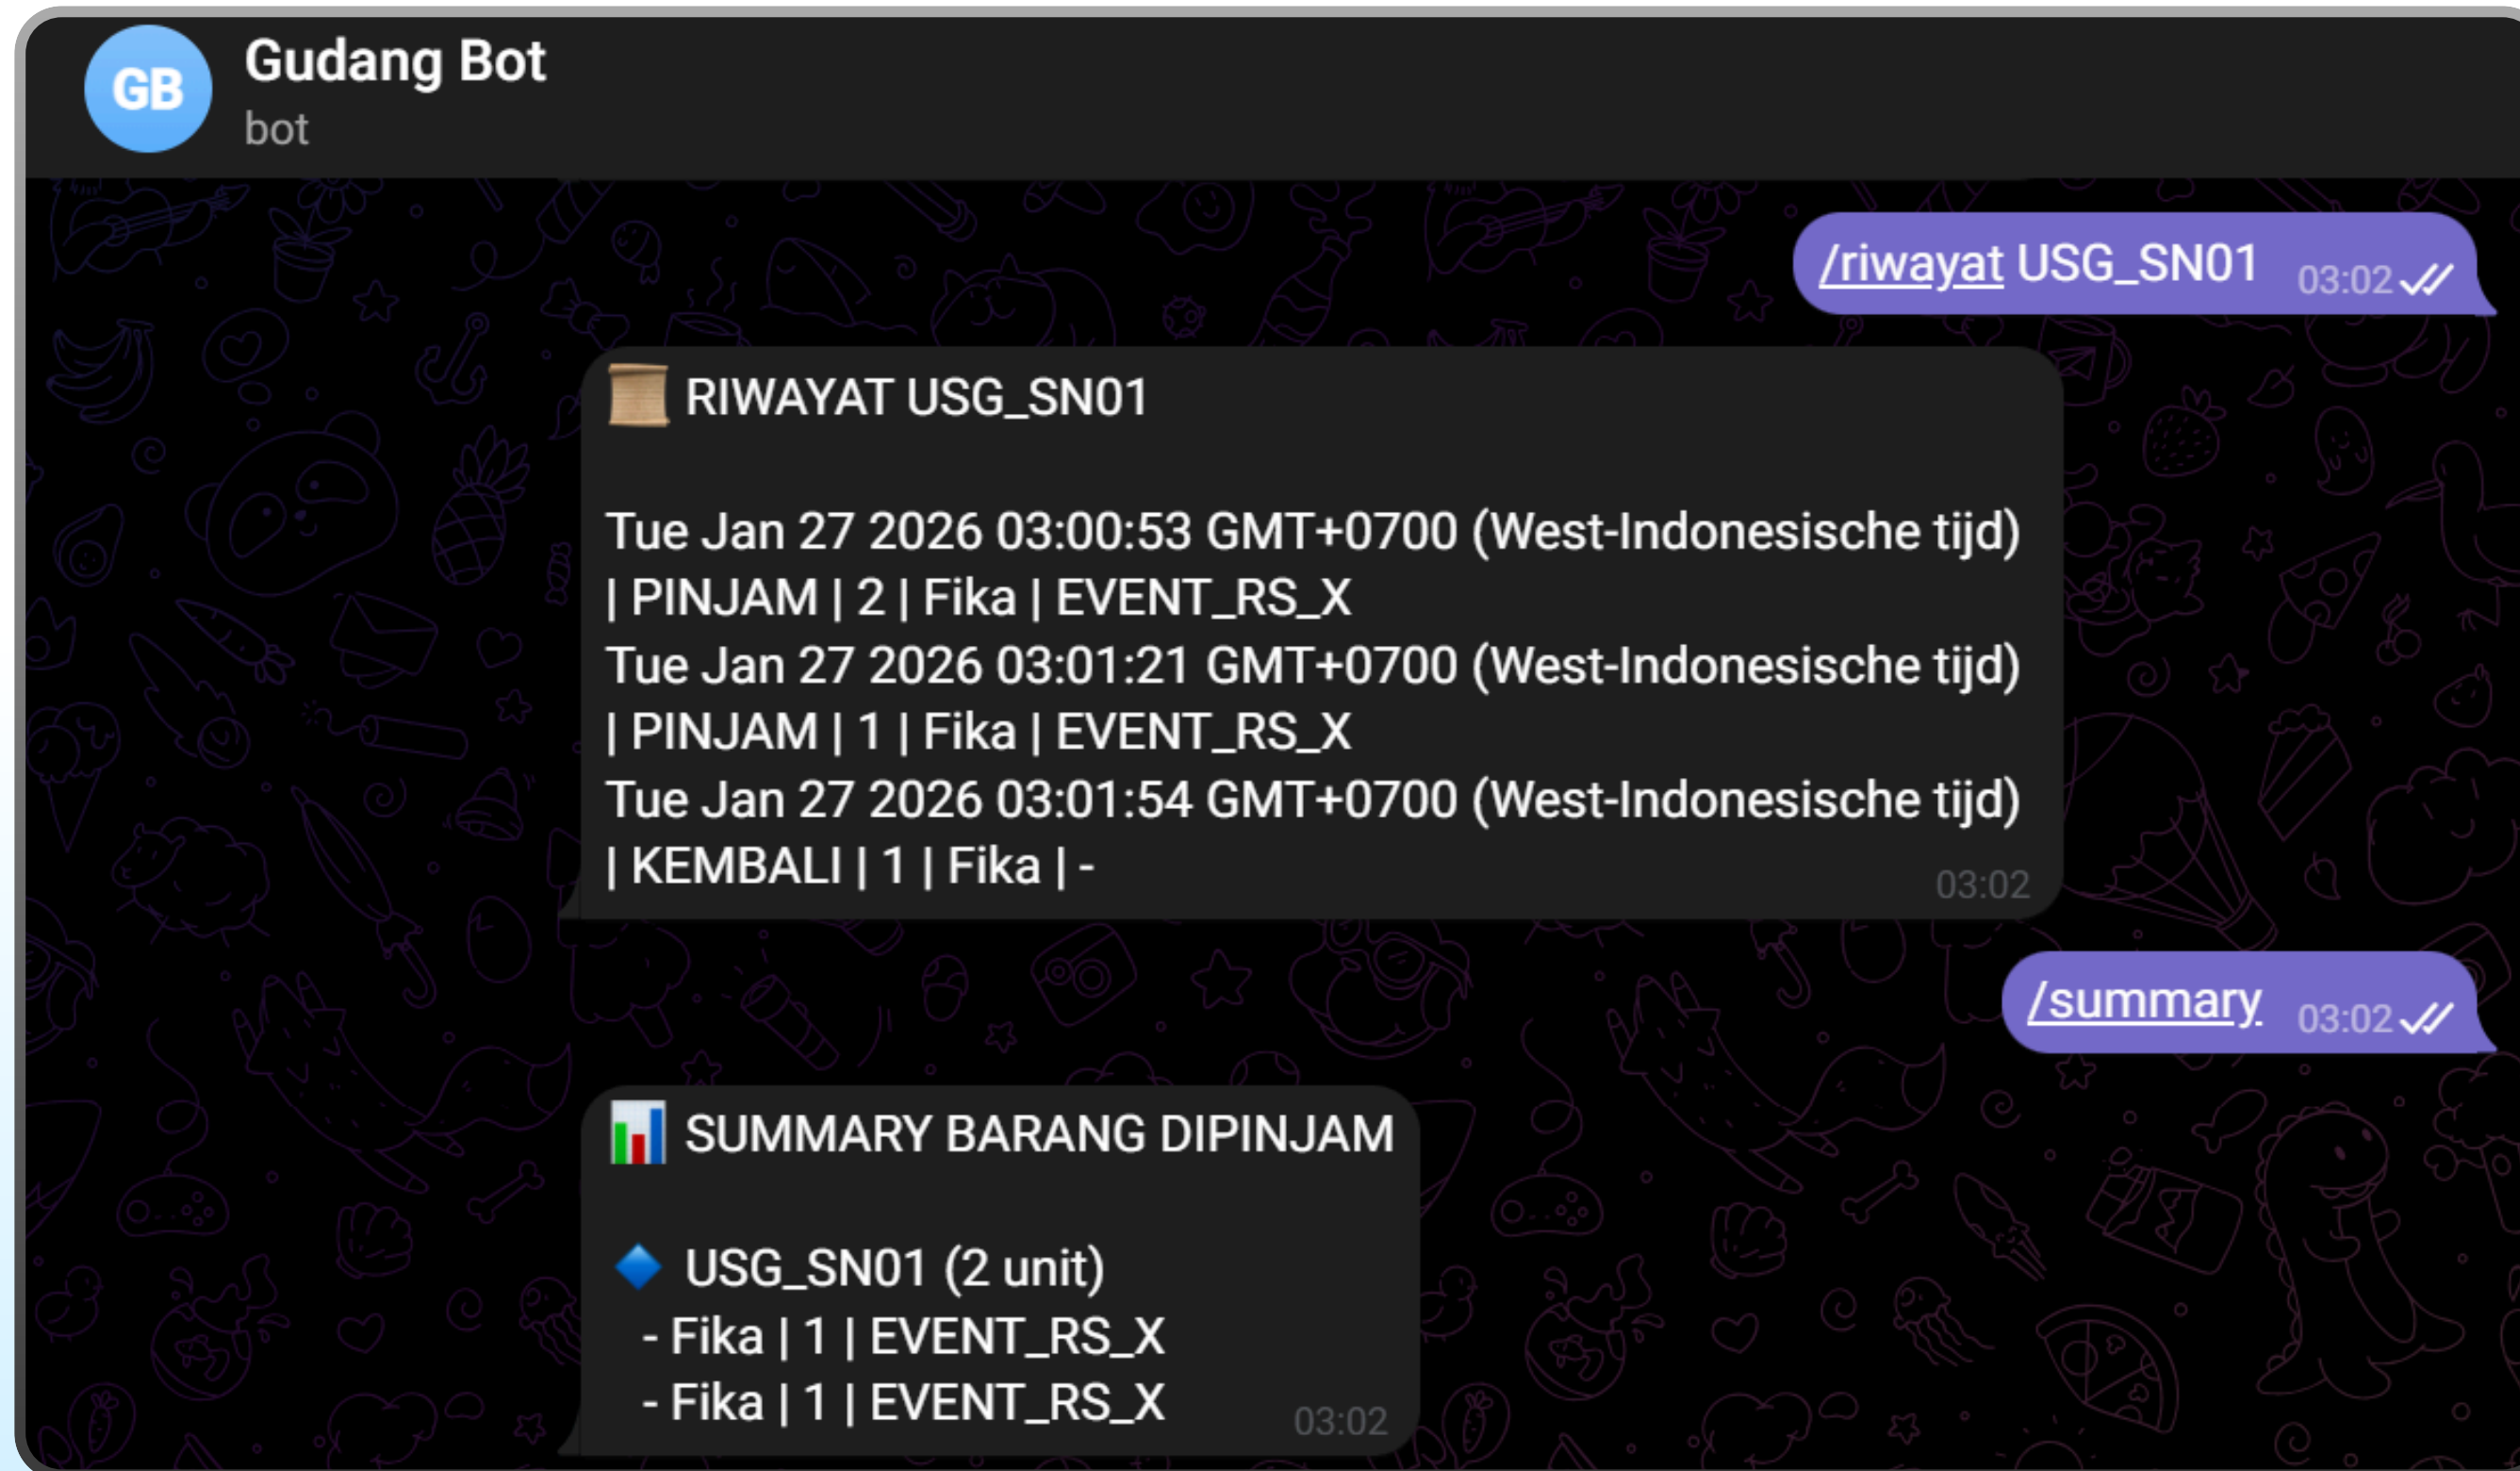 GB
Gudang Bot
bot
/riwayat USG_SN01 03:02
📜 RIWAYAT USG_SN01
Tue Jan 27 2026 03:00:53 GMT+0700 (West-Indonesische tijd)
| PINJAM | 2 | Fika | EVENT_RS_X
Tue Jan 27 2026 03:01:21 GMT+0700 (West-Indonesische tijd)
| PINJAM | 1 | Fika | EVENT_RS_X
Tue Jan 27 2026 03:01:54 GMT+0700 (West-Indonesische tijd)
| KEMBALI | 1 | Fika | -
03:02
/summary 03:02
📊 SUMMARY BARANG DIPINJAM
🔷 USG_SN01 (2 unit)
- Fika | 1 | EVENT_RS_X
- Fika | 1 | EVENT_RS_X
03:02